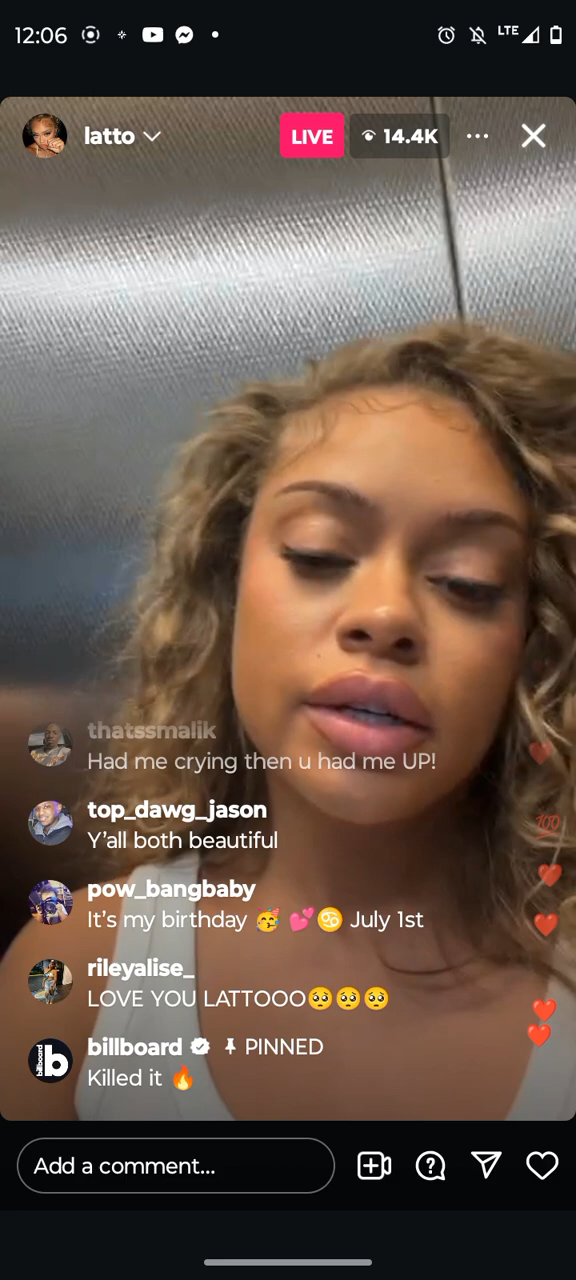 12:06
LTE
latto
LIVE
14.4K
thatssmalik
Had me crying then u had me UP!
top_dawg_jason
Y’all both beautiful
pow_bangbaby
It’s my birthday 🥳 💕♋ July 1st
rileyalise_
LOVE YOU LATTOOO🥺🥺🥺
billboard
b
billboard PINNED
Killed it 🔥
💯
Add a comment...